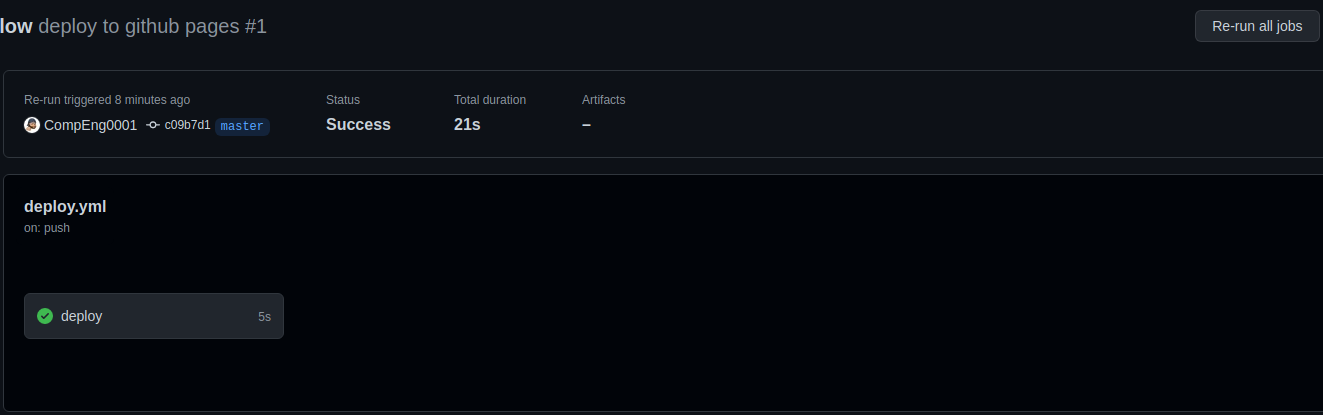 low deploy to github pages #1
Re-run all jobs
Re-run triggered 8 minutes ago
Status
Total duration
Artifacts
CompEng0001 c09b7d1 master
Success
21s
–
deploy.yml
on: push
deploy
5s